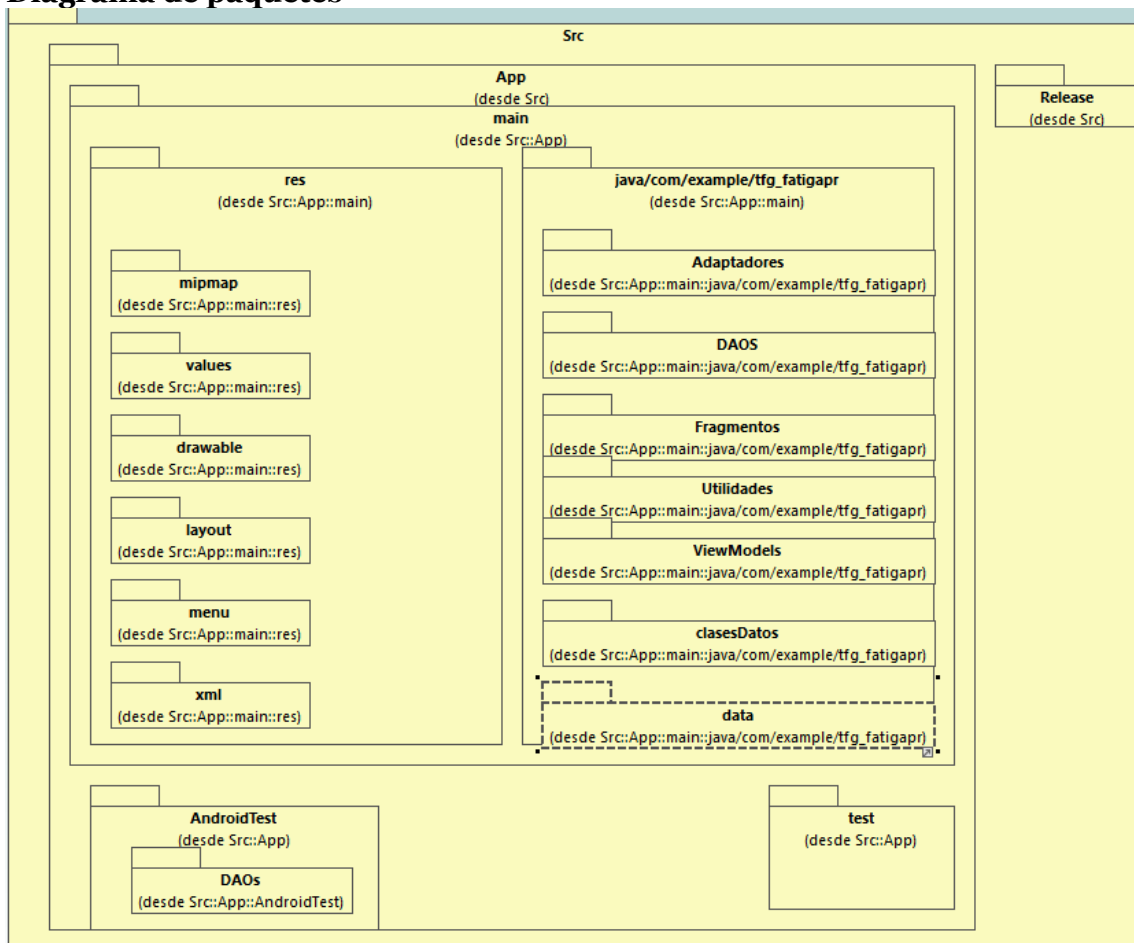 Diagrama de paquetes
Src
App
(desde Src)
main
(desde Src::App)
res
(desde Src::App::main)
mipmap
(desde Src::App::main::res)
values
(desde Src::App::main::res)
drawable
(desde Src::App::main::res)
layout
(desde Src::App::main::res)
menu
(desde Src::App::main::res)
xml
(desde Src::App::main::res)
java/com/example/tfg_fatigapr
(desde Src::App::main)
Adaptadores
(desde Src::App::main::java/com/example/tfg_fatigapr)
DAOS
(desde Src::App::main::java/com/example/tfg_fatigapr)
Fragmentos
(desde Src::App::main::java/com/example/tfg_fatigapr)
Utilidades
(desde Src::App::main::java/com/example/tfg_fatigapr)
ViewModels
(desde Src::App::main::java/com/example/tfg_fatigapr)
clasesDatos
(desde Src::App::main::java/com/example/tfg_fatigapr)
data
(desde Src::App::main::java/com/example/tfg_fatigapr)
AndroidTest
(desde Src::App)
DAOs
(desde Src::App::AndroidTest)
test
(desde Src::App)
Release
(desde Src)